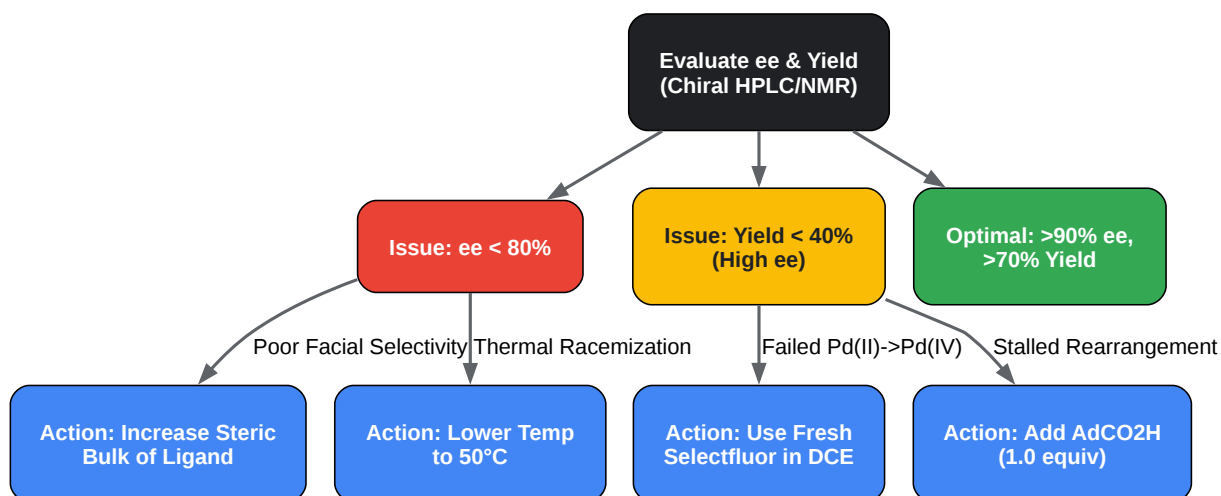 Evaluate ee & Yield
(Chiral HPLC/NMR)
Issue: ee < 80%
Issue: Yield < 40%
(High ee)
Optimal: >90% ee,
>70% Yield
Poor Facial Selectivity
Thermal Racemization
Failed Pd(II)->Pd(IV)
Stalled Rearrangement
Action: Increase Steric
Bulk of Ligand
Action: Lower Temp
to 50°C
Action: Use Fresh
Selectfluor in DCE
Action: Add AdCO2H
(1.0 equiv)